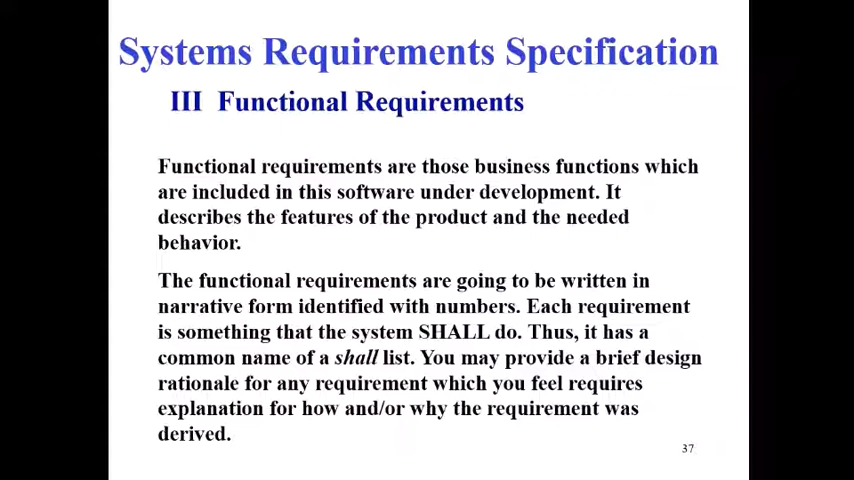 Systems Requirements Specification
III Functional Requirements
Functional requirements are those business functions which
are included in this software under development. It
describes the features of the product and the needed
behavior.
The functional requirements are going to be written in
narrative form identified with numbers. Each requirement
is something that the system SHALL do. Thus, it has a
common name of a shall list. You may provide a brief design
rationale for any requirement which you feel requires
explanation for how and/or why the requirement was
derived.
37